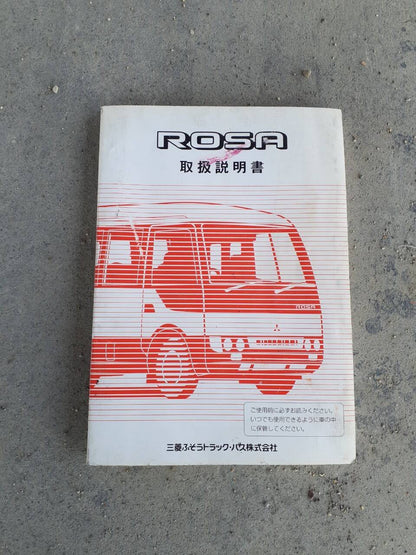 ROSA
取扱説明書
ROSA
ご使用前に必ずお読みください。
いつでも使用できるように車の中
に保管してください。
三菱ふそうトラック・バス株式会社